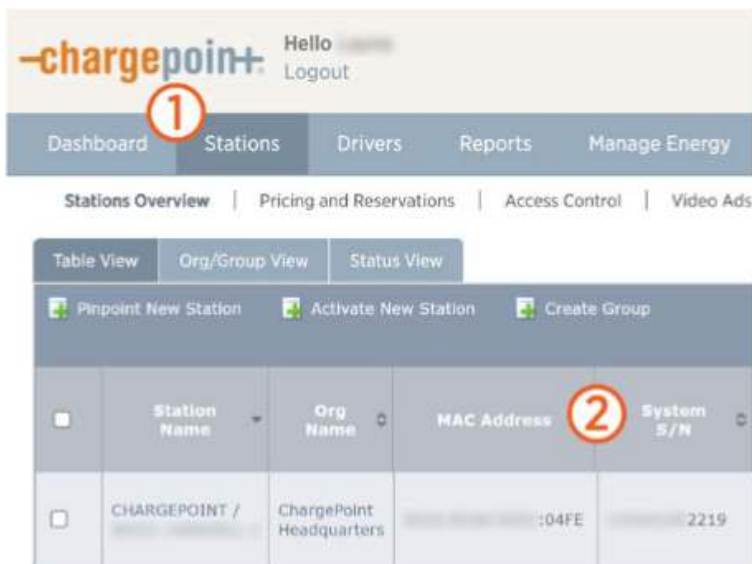 -chargepoin+.
Hello
Logout
1
Dashboard Stations Drivers Reports Manage Energy
Stations Overview | Pricing and Reservations | Access Control | Video Ads
Table View Org/Group View Status View
Pinpoint New Station Activate New Station Create Group
Station Name Org Name MAC Address 2 System S/N
CHARGEPOINT / ChargePoint Headquarters :04FE 2219